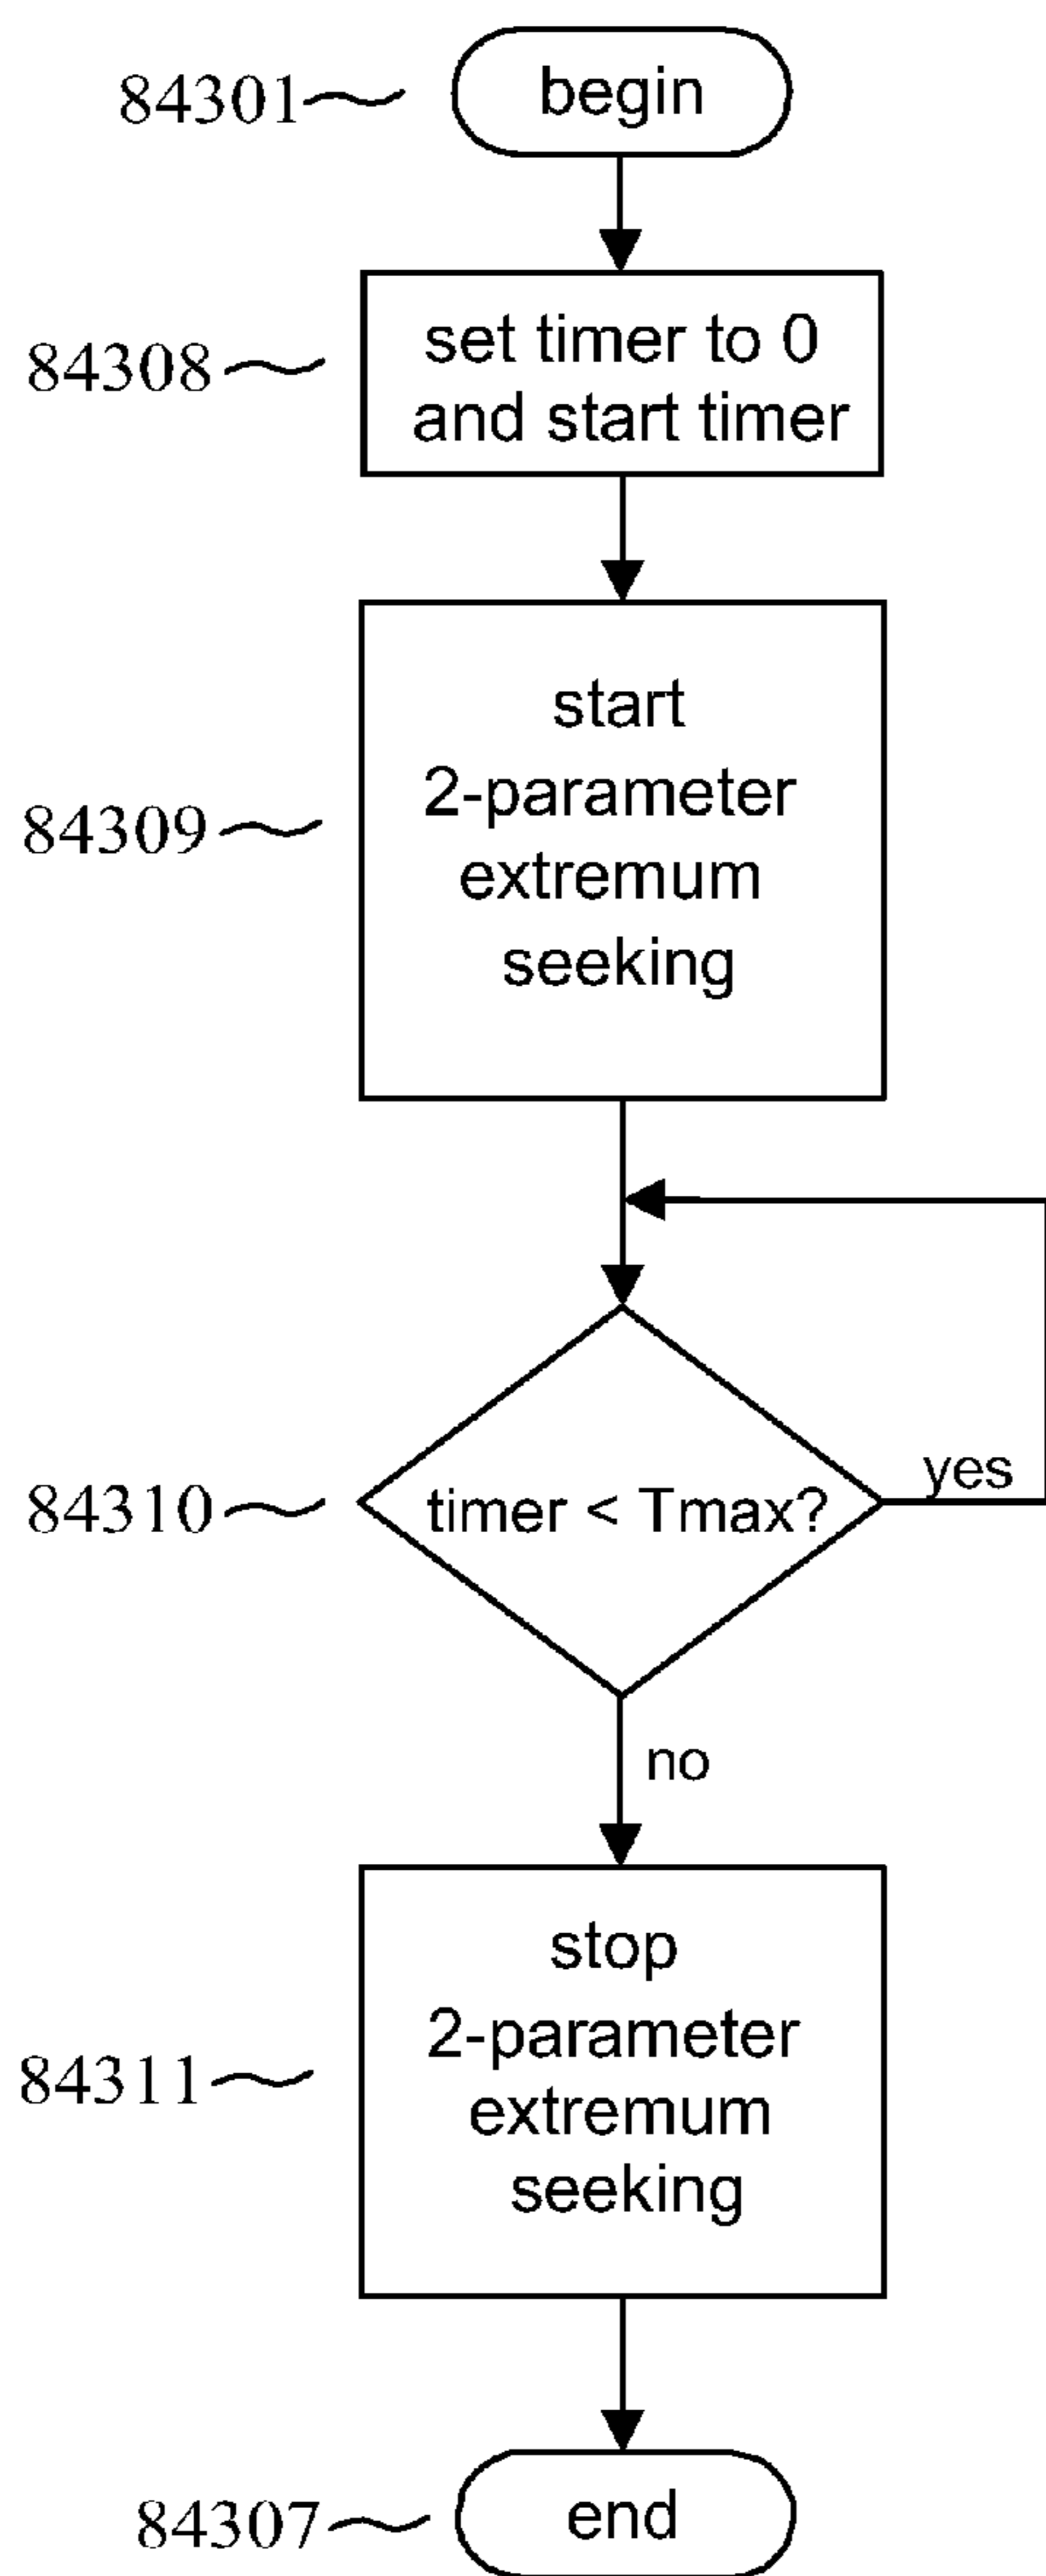 84301
begin
84308
set timer to 0
and start timer
84309
start
2-parameter
extremum
seeking
84310
timer < Tmax?
yes
no
84311
stop
2-parameter
extremum
seeking
84307
end